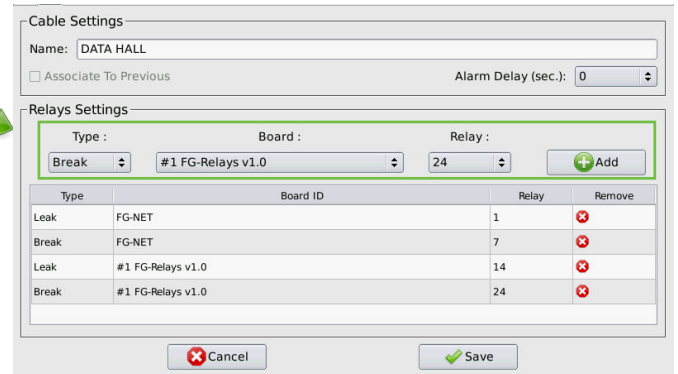 Cable Settings
Name: DATA HALL
Associate To Previous Alarm Delay (sec.): 0
Relays Settings
Type : Board : Relay :
Break #1 FG-Relays v1.0 24 Add
Type Board ID Relay Remove
Leak FG-NET 1
Break FG-NET 7
Leak #1 FG-Relays v1.0 14
Break #1 FG-Relays v1.0 24
Cancel Save